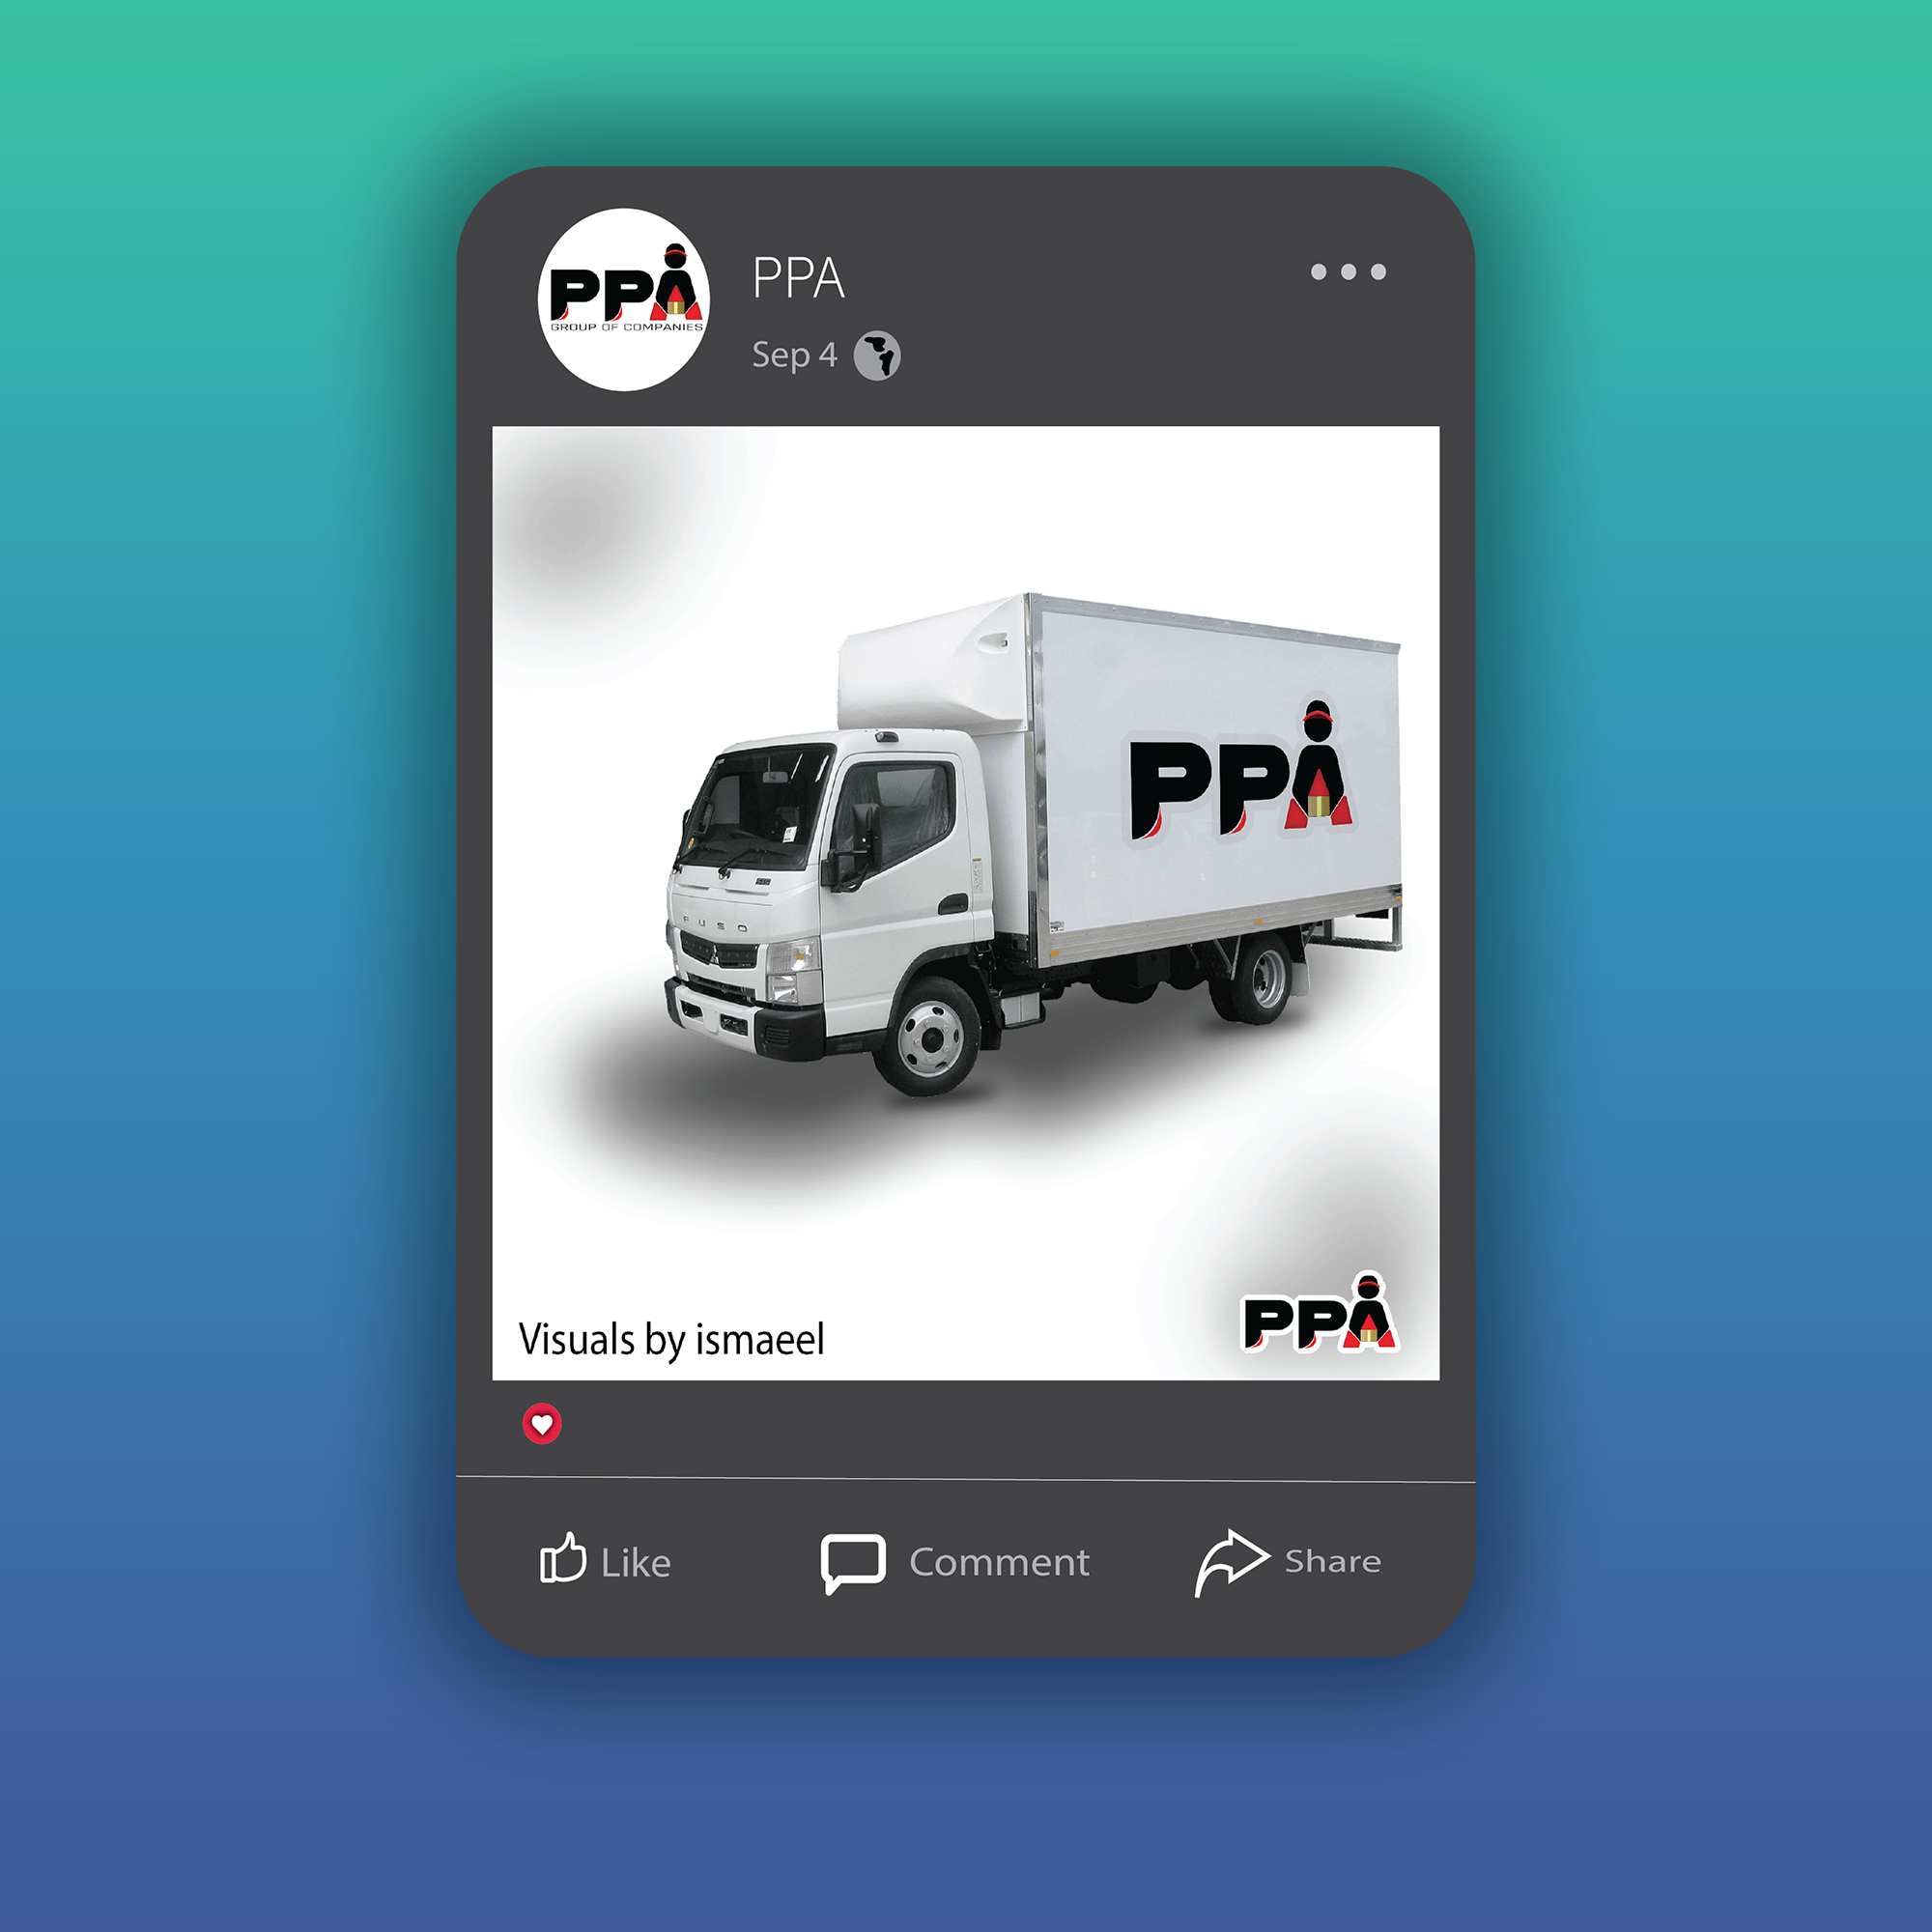 PPA
GROUP OF COMPANIES
PPA
Sep 4
PPA
FUSO
Visuals by ismaeel
PPA
Like
Comment
Share